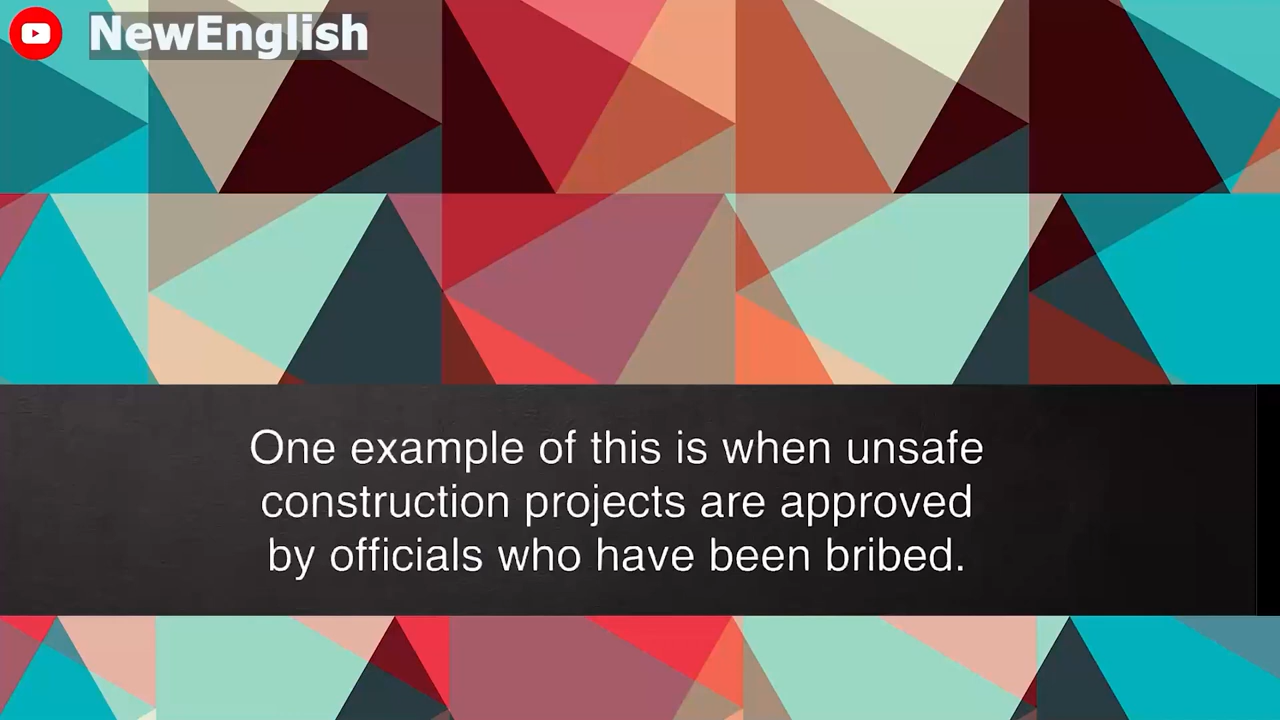 NewEnglish
One example of this is when unsafe
construction projects are approved
by officials who have been bribed.